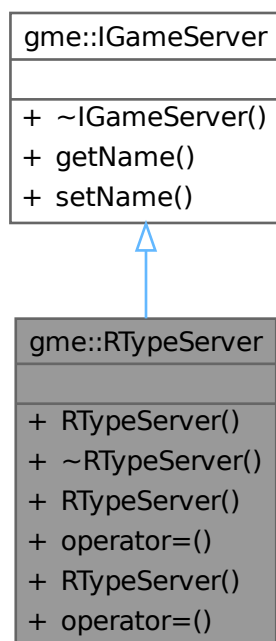 gme::IGameServer
+ ~IGameServer()
+ getName()
+ setName()
gme::RTypeServer
+ RTypeServer()
+ ~RTypeServer()
+ RTypeServer()
+ operator=()
+ RTypeServer()
+ operator=()